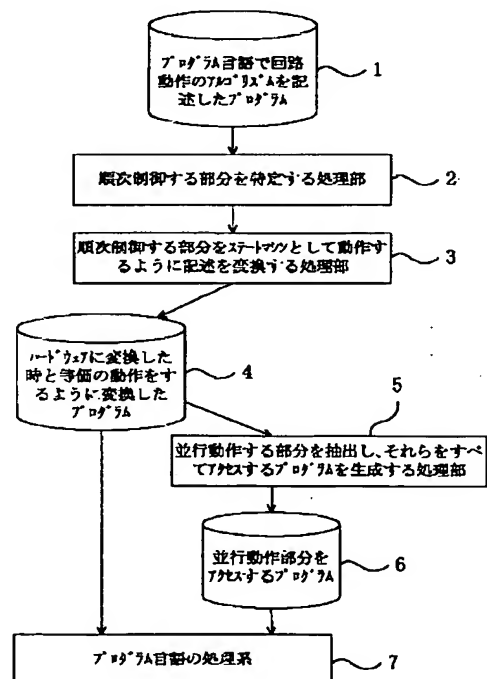 ﾌﾟﾛｸﾞﾗﾑ言語で回路
動作のｱﾙｺﾞﾘｽﾞﾑを記
述したﾌﾟﾛｸﾞﾗﾑ
1
順次制御する部分を特定する処理部
2
順次制御する部分をｽﾃｰﾄﾏｼﾝとして動作す
るように記述を変換する処理部
3
ﾊｰﾄﾞｳｪｱに変換した
時と等価の動作をす
るように変換した
ﾌﾟﾛｸﾞﾗﾑ
4
5
並行動作する部分を抽出し、それらをすべ
てｱｸｾｽするﾌﾟﾛｸﾞﾗﾑを生成する処理部
並行動作部分を
ｱｸｾｽするﾌﾟﾛｸﾞﾗﾑ
6
ﾌﾟﾛｸﾞﾗﾑ言語の処理系
7